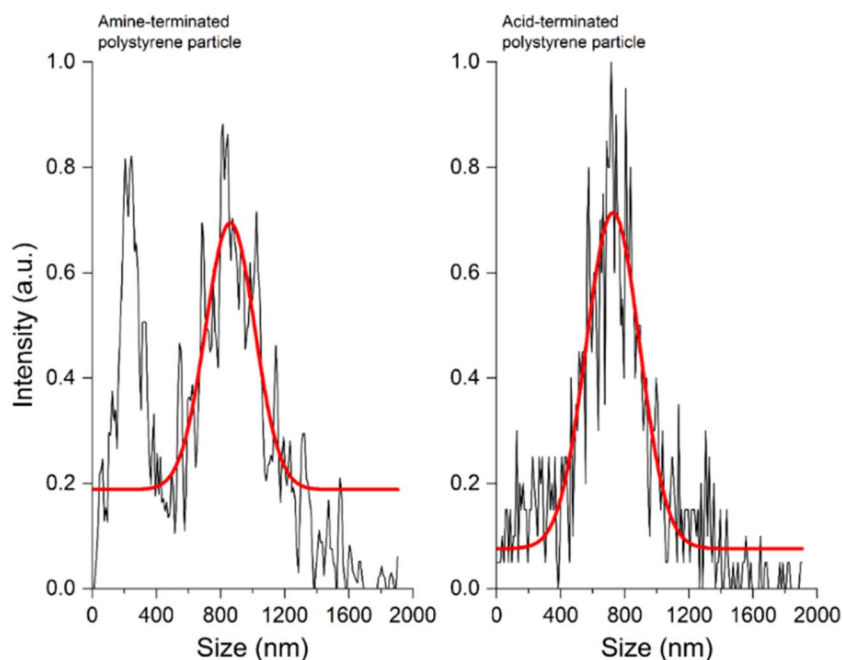 Amine-terminated
polystyrene particle
Acid-terminated
polystyrene particle
Intensity (a.u.)
1.0
0.8
0.6
0.4
0.2
0.0
0 400 800 1200 1600 2000
Size (nm)
1.0
0.8
0.6
0.4
0.2
0.0
0 400 800 1200 1600 2000
Size (nm)